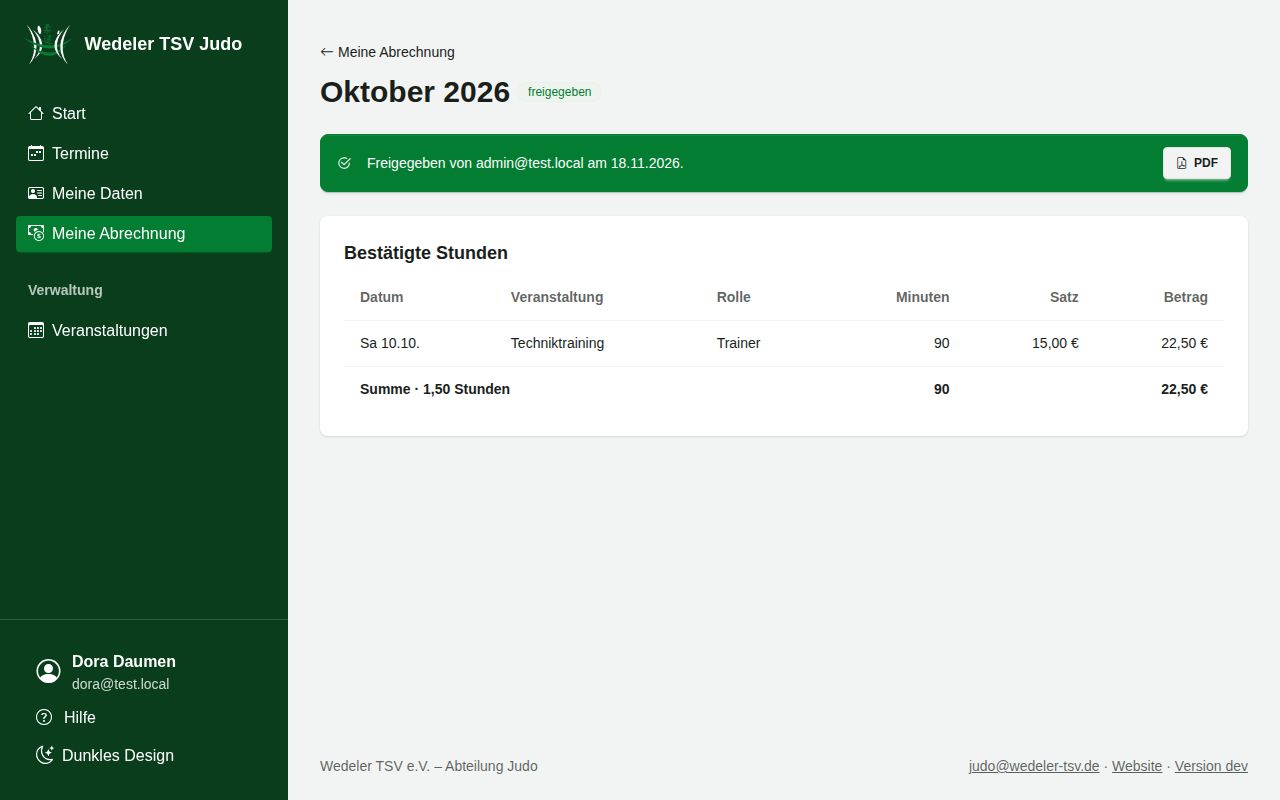 Wedeler TSV Judo
Start
Termine
Meine Daten
Meine Abrechnung
Verwaltung
Veranstaltungen
Dora Daumen
dora@test.local
Hilfe
Dunkles Design
← Meine Abrechnung
Oktober 2026 freigegeben
Freigegeben von admin@test.local am 18.11.2026. PDF
Bestätigte Stunden
Datum Veranstaltung Rolle Minuten Satz Betrag
Sa 10.10. Techniktraining Trainer 90 15,00 € 22,50 €
Summe · 1,50 Stunden 90 22,50 €
Wedeler TSV e.V. – Abteilung Judo judo@wedeler-tsv.de · Website · Version dev